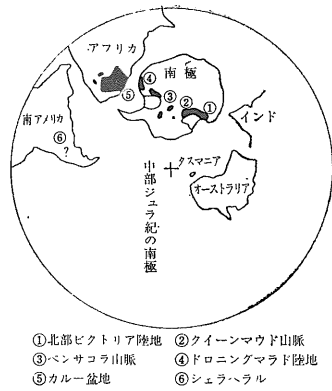 アフリカ
南極
④
③
②
①
⑤
南アメリカ
⑥
?
インド
タスマニア
オーストラリア
中部ジュラ紀の南極
①北部ビクトリア陸地 ②クイーンマウド山脈
③ペンサコラ山脈 ④ドロニングマラド陸地
⑤カルー盆地 ⑥シェラヘラル